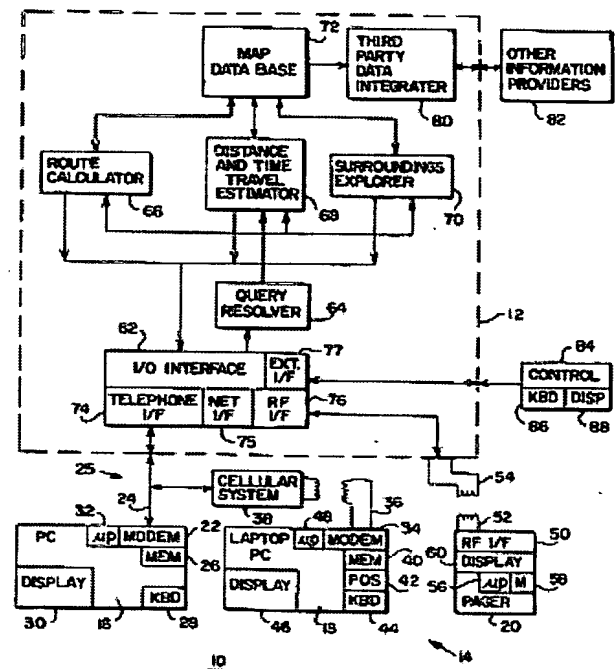 72
MAP
DATA BASE
THIRD
PARTY
DATA
INTEGRATER
80
OTHER
INFORMATION
PROVIDERS
82
ROUTE
CALCULATOR
66
DISTANCE
AND TIME
TRAVEL
ESTIMATOR
68
SURROUNDINGS
EXPLORER
70
QUERY
RESOLVER
64
12
62
I/O INTERFACE
77
EXT.
I/F
74
TELEPHONE
I/F
NET
I/F
75
RF
I/F
76
84
CONTROL
KBD
DISP
86
88
54
25
24
CELLULAR
SYSTEM
38
36
52
32
PC
μp
MODEM
22
MEM
26
DISPLAY
KBD
30
18
28
48
LAPTOP
PC
μp
MODEM
34
MEM
40
POS
42
DISPLAY
KBD
46
18
44
RF I/F
50
60
DISPLAY
56
μp
M
58
PAGER
20
14
10